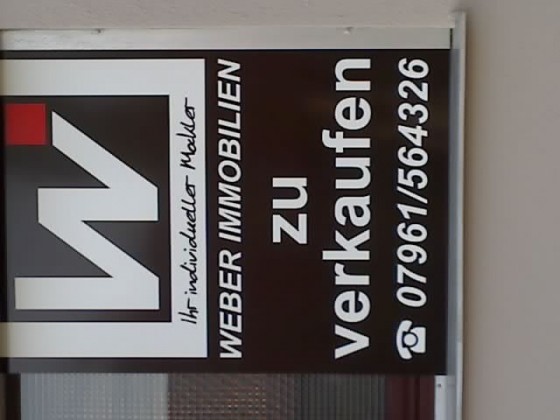 W
Ihr individueller Makler
WEBER IMMOBILIEN
zu
verkaufen
☎ 07961/564326